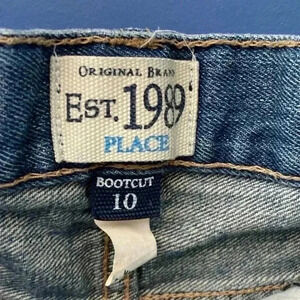 ORIGINAL BRAND
EST. 1989
PLACE
BOOTCUT
10